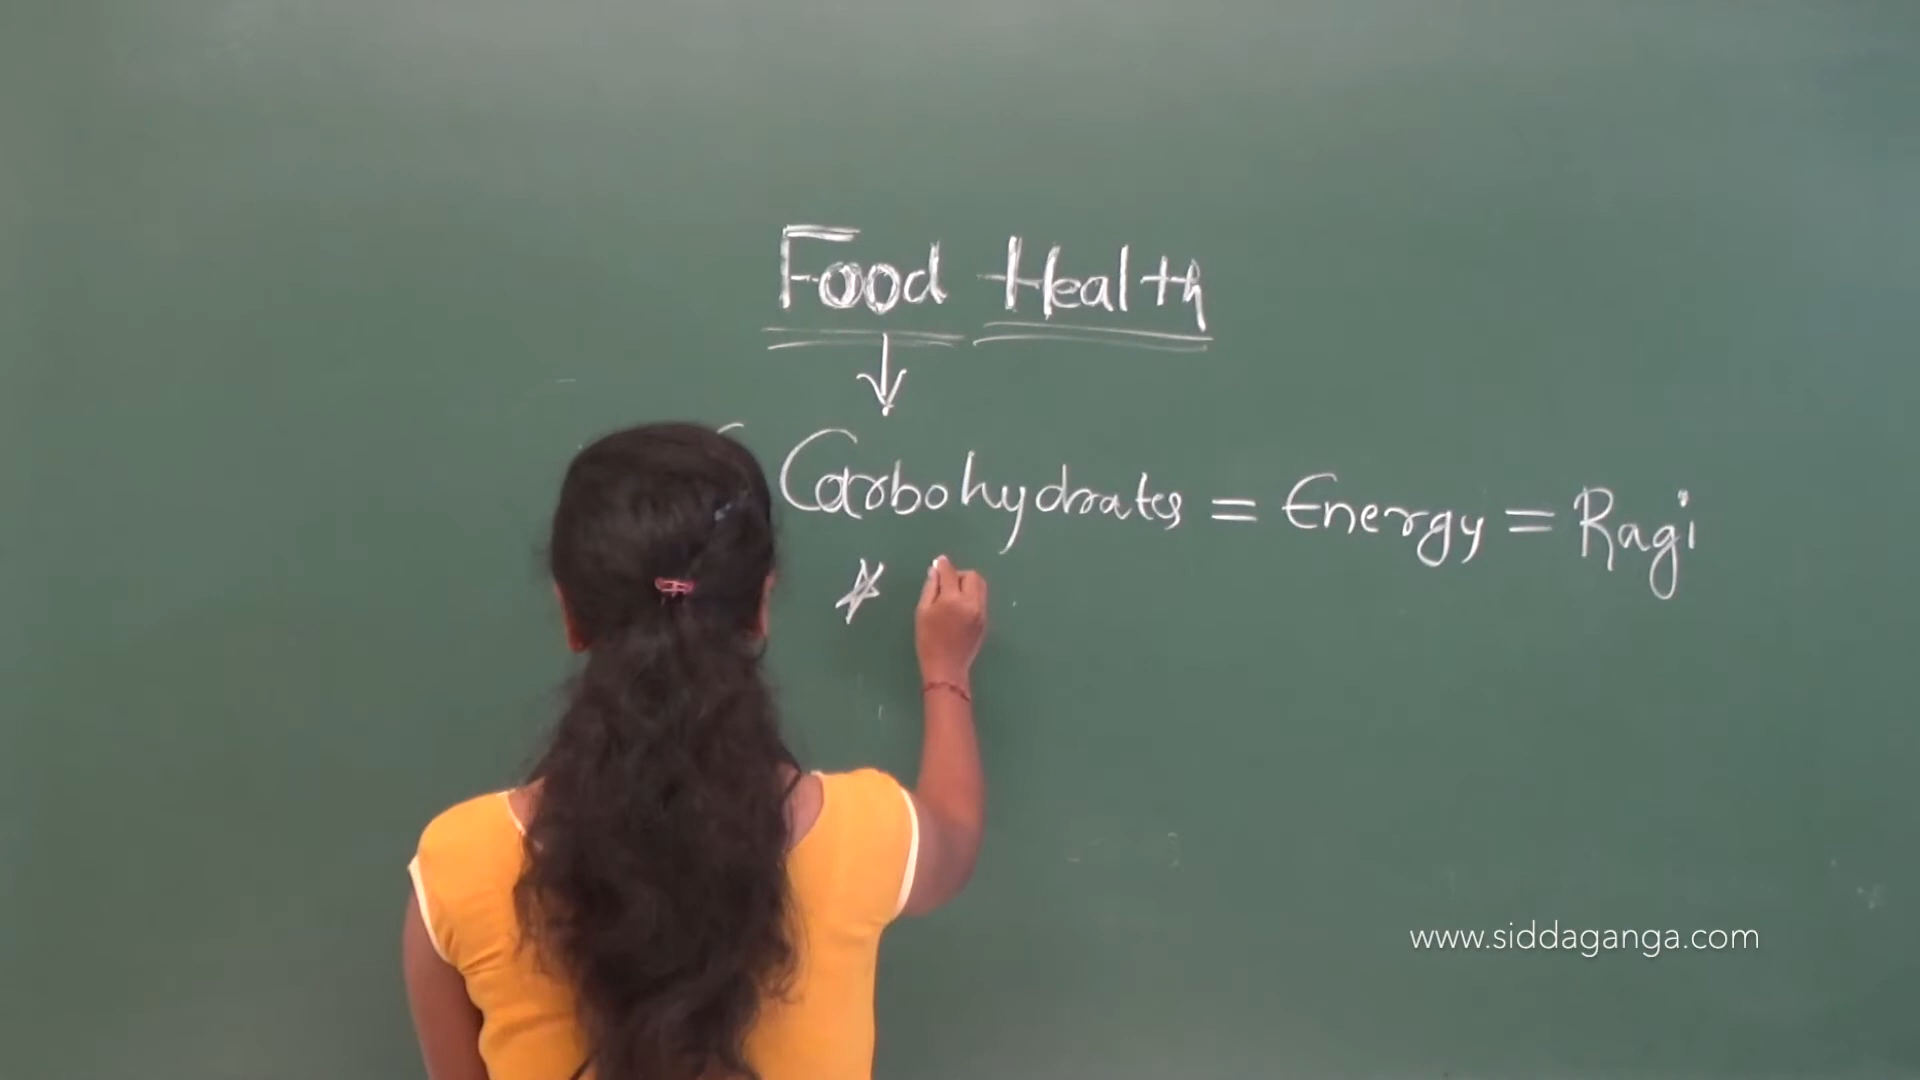 Food Health
↓
Carbohydrates = Energy = Ragi
*
www.siddaganga.com